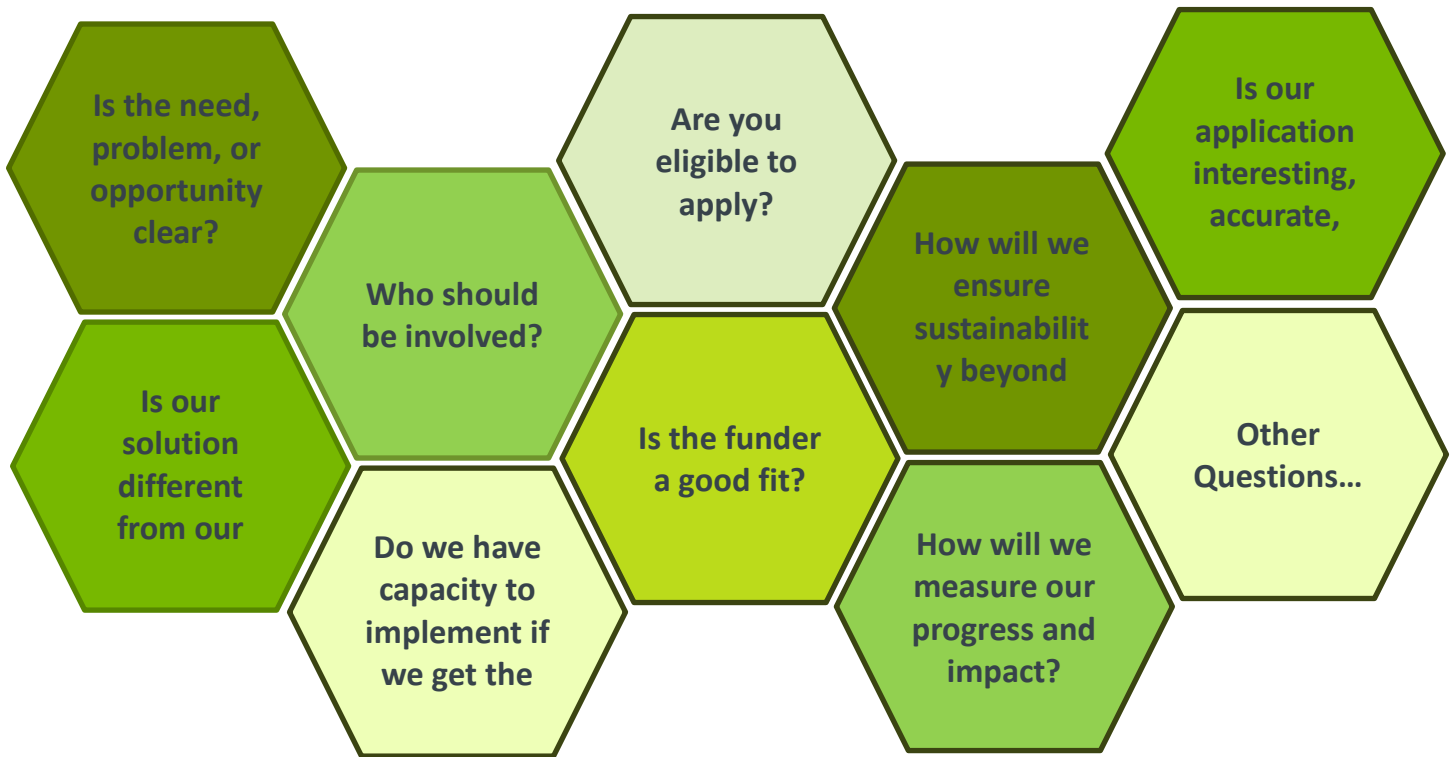 Is the need,
problem, or
opportunity
clear?
Who should
be involved?
Are you
eligible to
apply?
How will we
ensure
sustainabilit
y beyond
Is our
application
interesting,
accurate,
Is our
solution
different
from our
Do we have
capacity to
implement if
we get the
Is the funder
a good fit?
How will we
measure our
progress and
impact?
Other
Questions…